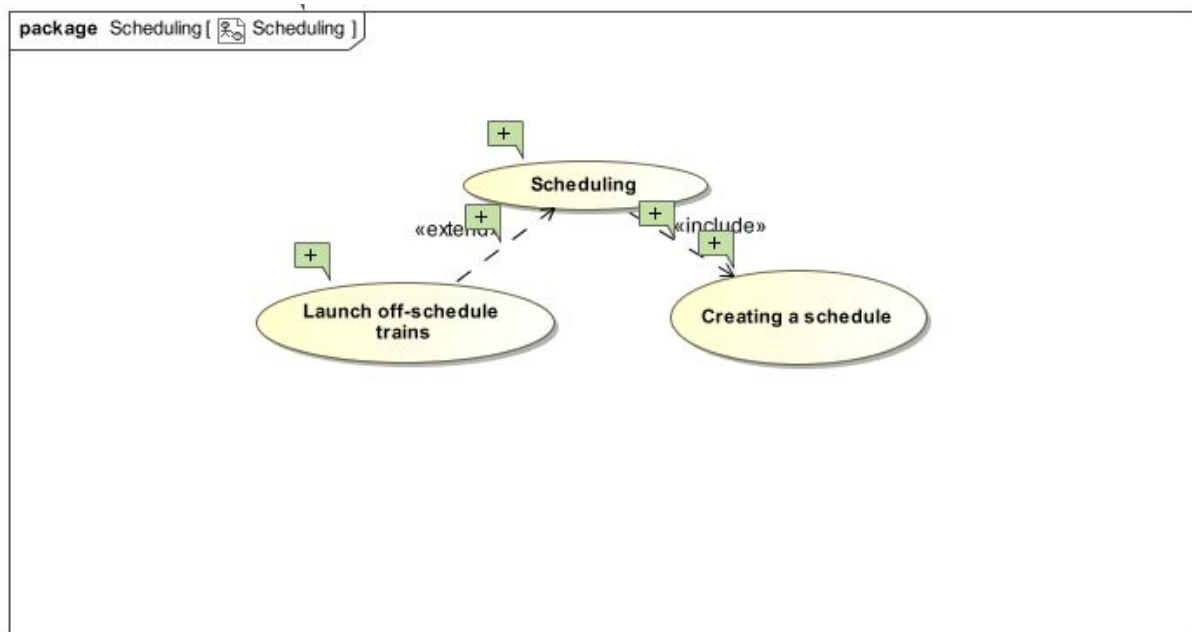 package Scheduling [ Scheduling ]
+
Scheduling
+
«extend»
+
«include»
+
+
Launch off-schedule
trains
Creating a schedule